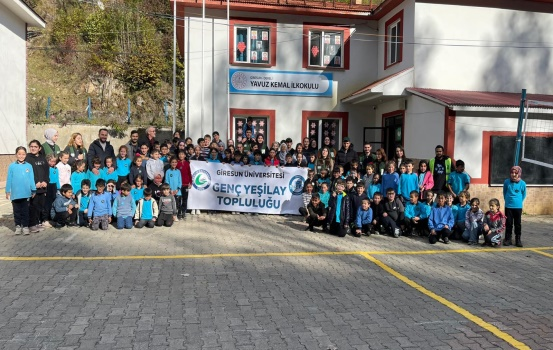 YAVUZ KEMAL İLKOKULU
GİRESUN ÜNİVERSİTESİ
GENÇ YEŞİLAY
TOPLULUĞU